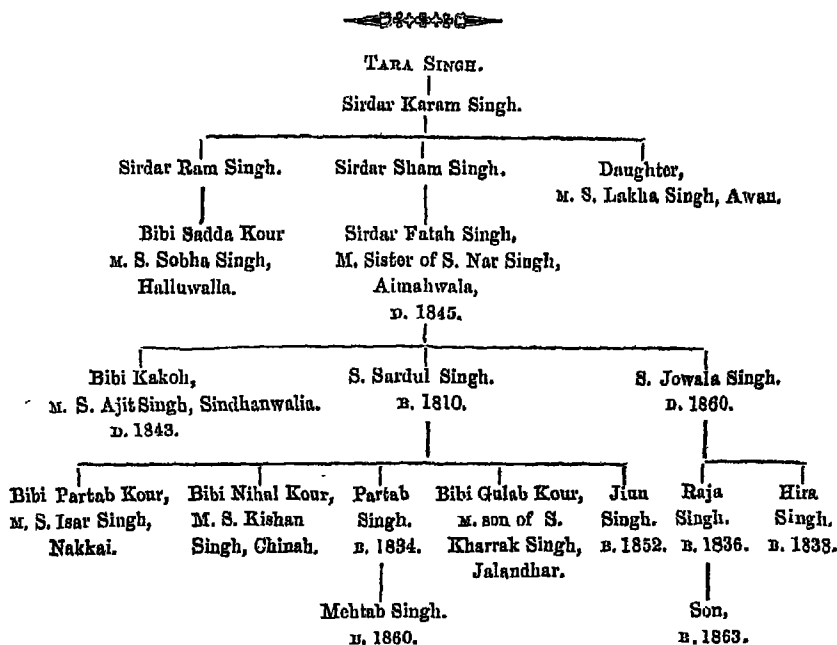 TARA SINGH.
Sirdar Karam Singh.
Sirdar Ram Singh. Sirdar Sham Singh. Daughter,
M. S. Lakha Singh, Awan.
Bibi Sadda Kour Sirdar Fatah Singh,
M. S. Sobha Singh, M. Sister of S. Nar Singh,
Halluwalla. Aimahwala,
D. 1845.
Bibi Kakoh, S. Sardul Singh. S. Jowala Singh.
M. S. Ajit Singh, Sindhanwalia. B. 1810. D. 1860.
D. 1843.
Bibi Partab Kour, Bibi Nihal Kour, Partab Bibi Gulab Kour, Jiun Raja Hira
M. S. Isar Singh, M. S. Kishan Singh. M. son of S. Singh. Singh. Singh.
Nakkai. Singh, Chinah. B. 1834. Kharrak Singh, B. 1852. B. 1836. B. 1838.
Jalandhar.
Mehtab Singh. Son,
B. 1860. B. 1863.